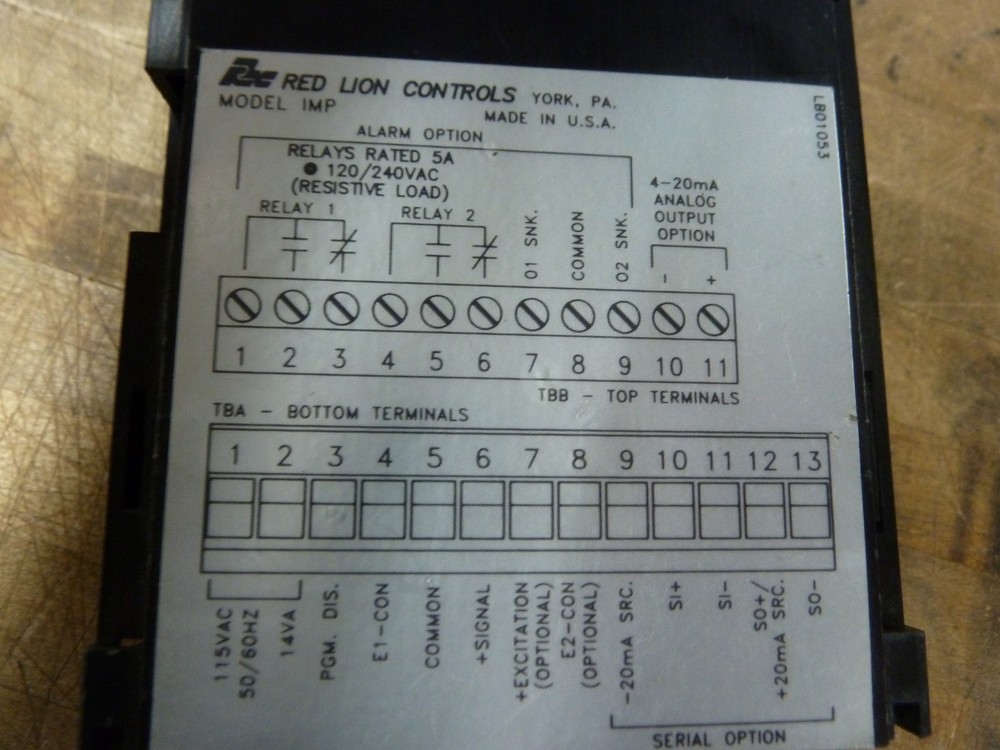 RLC RED LION CONTROLS YORK, PA.
MODEL IMP MADE IN U.S.A.
LB01053
ALARM OPTION
RELAYS RATED 5A
● 120/240VAC
(RESISTIVE LOAD)
RELAY 1 RELAY 2
O1 SNK. COMMON O2 SNK.
4-20mA
ANALOG
OUTPUT
OPTION
- +
1 2 3 4 5 6 7 8 9 10 11
TBB - TOP TERMINALS
TBA - BOTTOM TERMINALS
1 2 3 4 5 6 7 8 9 10 11 12 13
115VAC
50/60HZ
14VA
PGM. DIS.
E1-CON
COMMON
+SIGNAL
+EXCITATION
(OPTIONAL)
E2-CON
(OPTIONAL)
-20mA SRC.
SI+
SI-
SO+/
+20mA SRC.
SO-
SERIAL OPTION